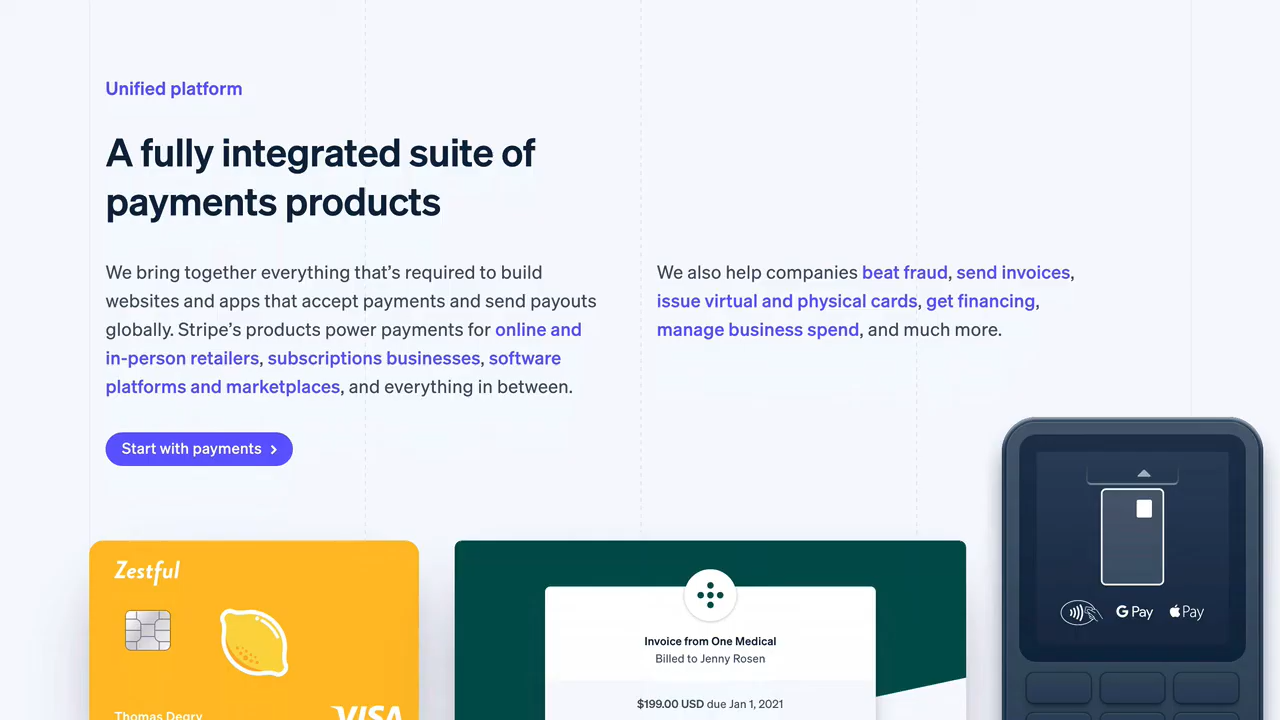 Unified platform
A fully integrated suite of
payments products
We bring together everything that’s required to build
websites and apps that accept payments and send payouts
globally. Stripe’s products power payments for online and
in-person retailers, subscriptions businesses, software
platforms and marketplaces, and everything in between.
Start with payments
We also help companies beat fraud, send invoices,
issue virtual and physical cards, get financing,
manage business spend, and much more.
Zestful
Thomas Degry
VISA
Invoice from One Medical
Billed to Jenny Rosen
$199.00 USD due Jan 1, 2021
G Pay
Pay